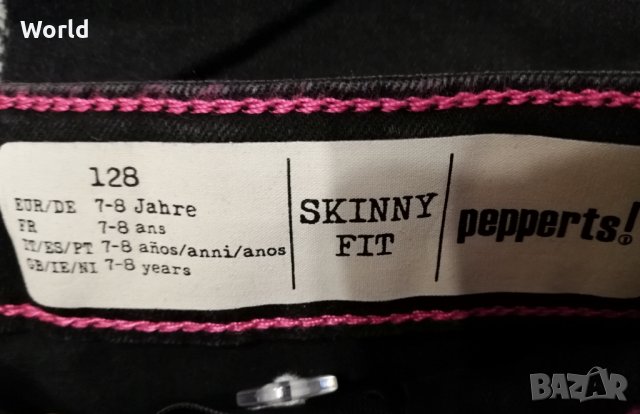 World
128
EUR/DE 7-8 Jahre
FR 7-8 ans
IT/ES/PT 7-8 años/anni/anos
GB/IE/NI 7-8 years
SKINNY
FIT
pepperts!
BAZAR